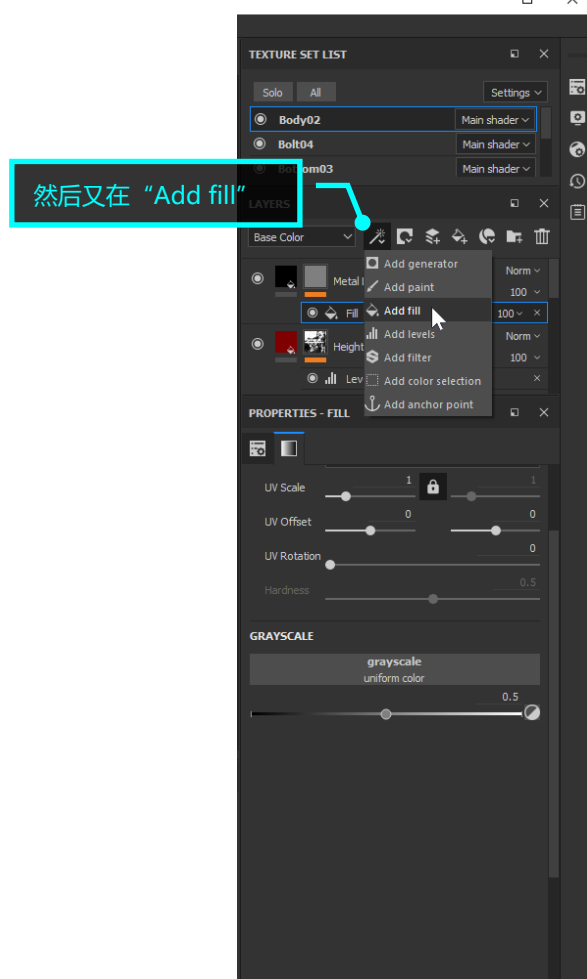 TEXTURE SET LIST
Solo All Settings
Body02 Main shader
Bolt04 Main shader
om03 Main shader
然后又在“Add fill”
LAYERS
Base Color
Metal Norm
100
Fill 100
Height Norm
100
Lev
Add generator
Add paint
Add fill
Add levels
Add filter
Add color selection
Add anchor point
PROPERTIES - FILL
UV Scale 1 1
UV Offset 0 0
UV Rotation 0
Hardness 0.5
GRAYSCALE
grayscale
uniform color
0.5